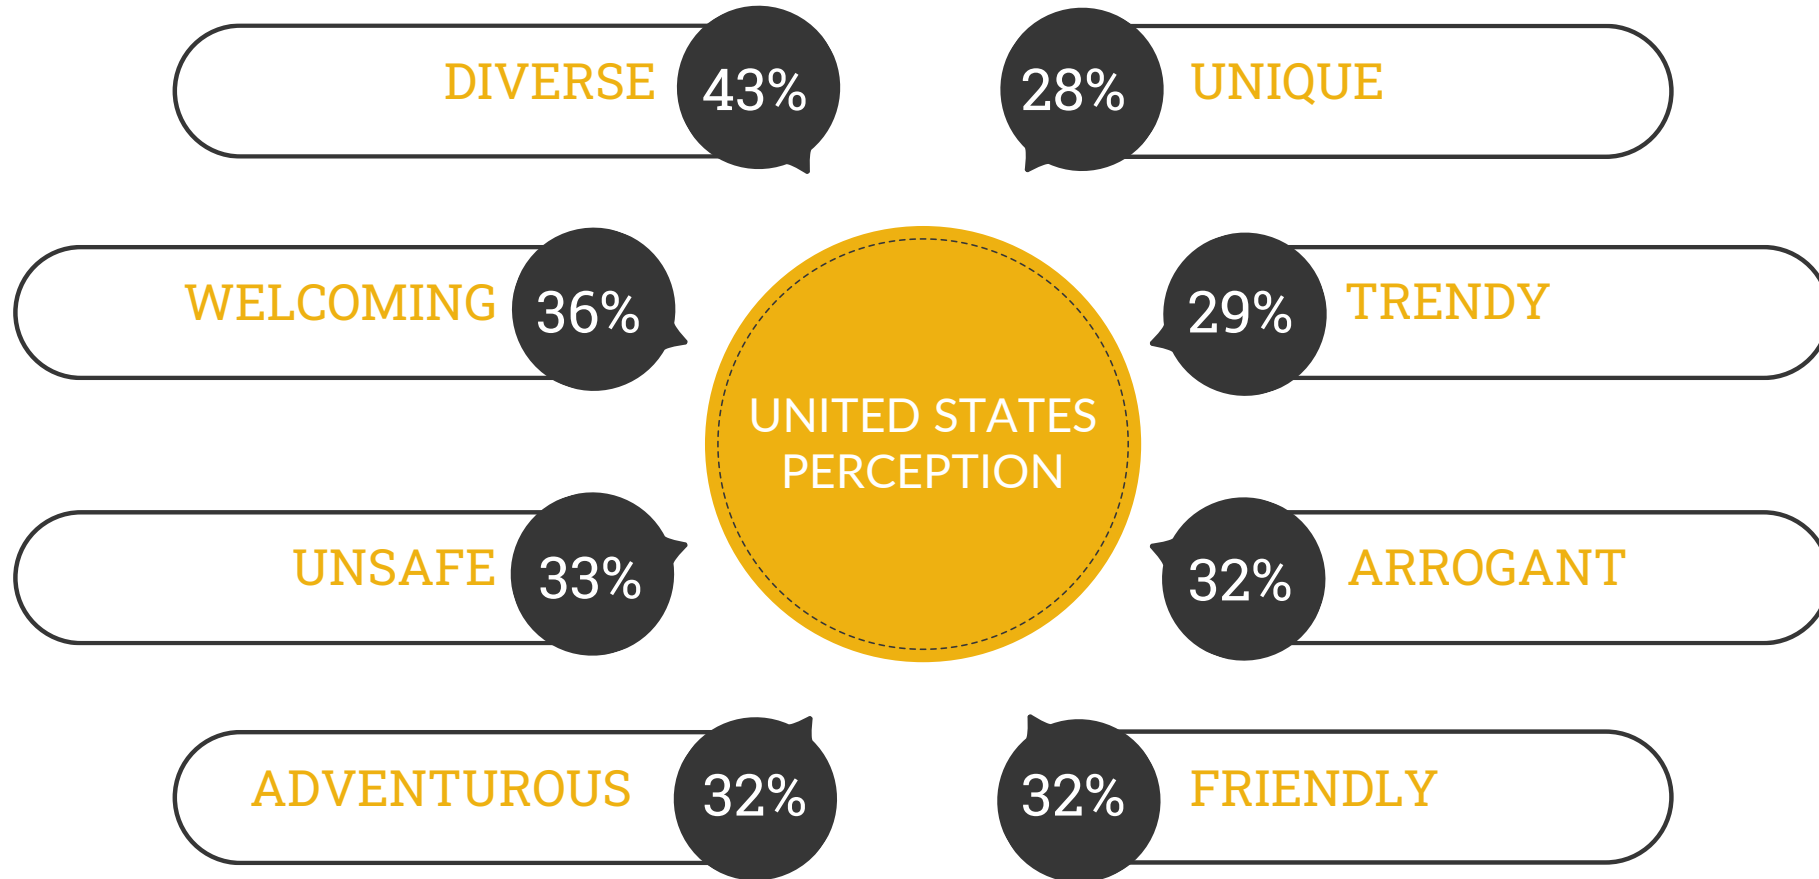 DIVERSE 43%
28% UNIQUE
WELCOMING 36%
29% TRENDY
UNITED STATES
PERCEPTION
UNSAFE 33%
32% ARROGANT
ADVENTUROUS 32%
32% FRIENDLY